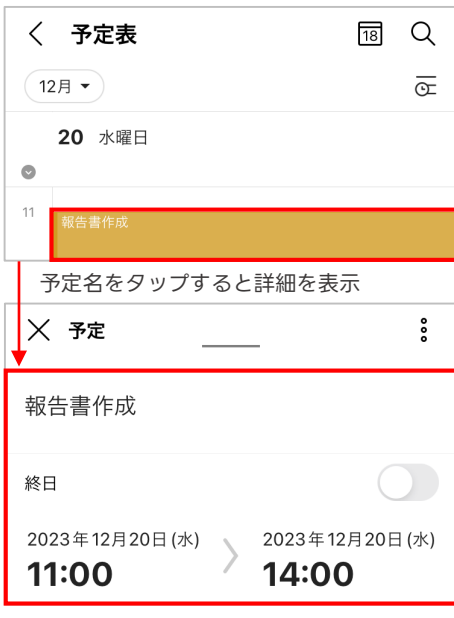 予定表
18
12月
20 水曜日
11
報告書作成
予定名をタップすると詳細を表示
予定
報告書作成
終日
2023年12月20日(水) 2023年12月20日(水)
11:00 14:00